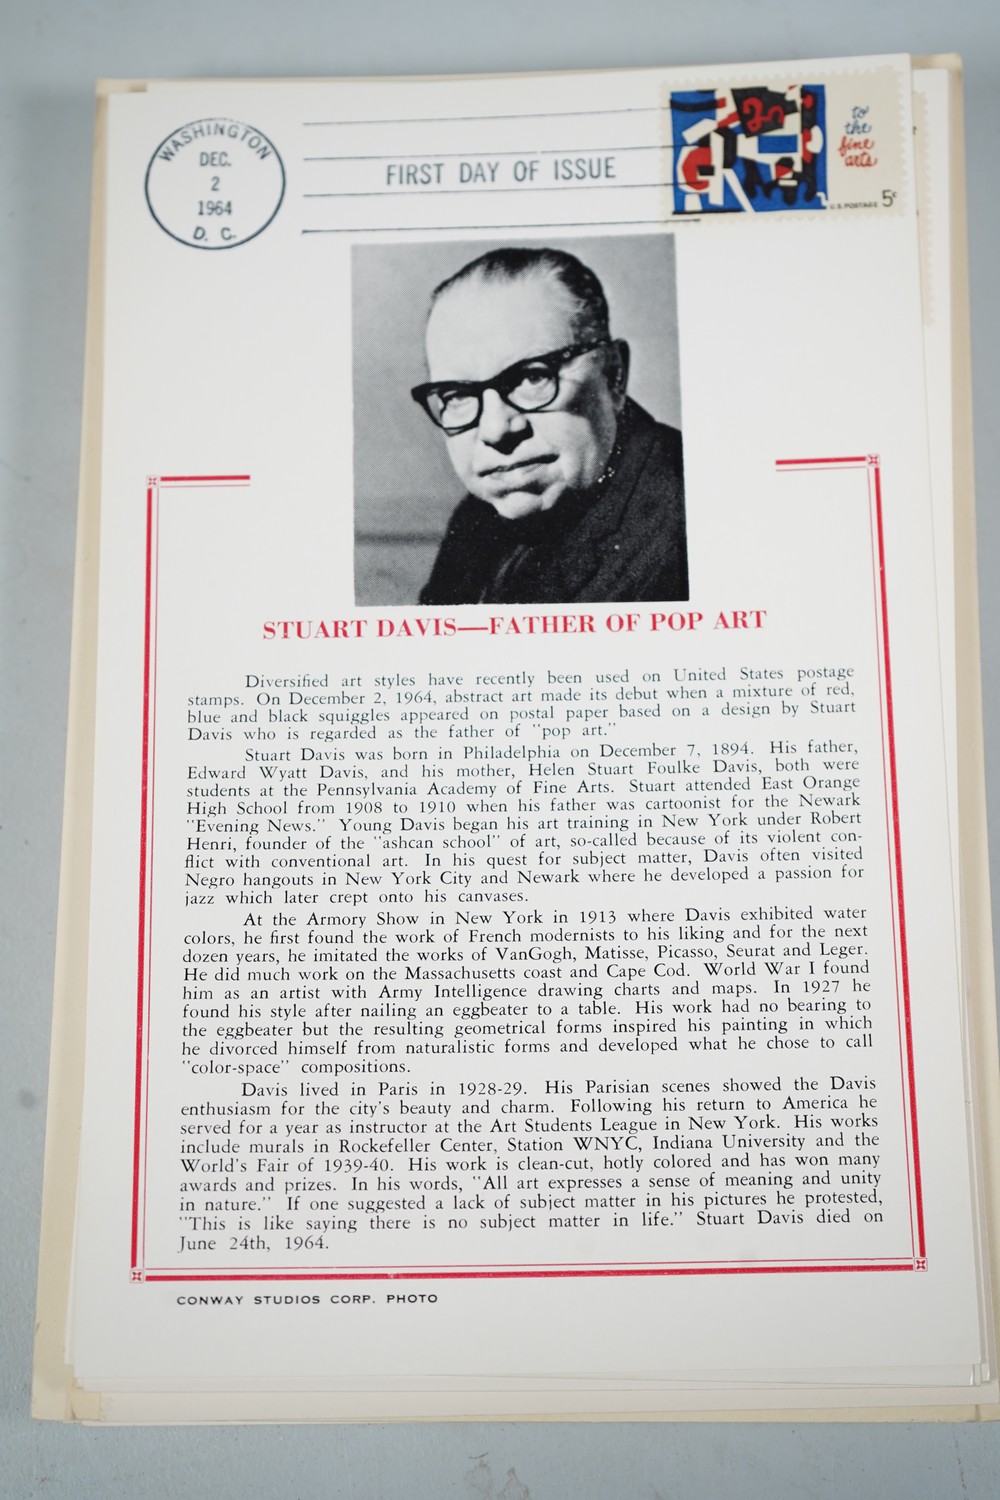 WASHINGTON
DEC.
2
1964
D. C.
FIRST DAY OF ISSUE
to
the
fine
arts
U.S. POSTAGE 5c
STUART DAVIS—FATHER OF POP ART
Diversified art styles have recently been used on United States postage
stamps. On December 2, 1964, abstract art made its debut when a mixture of red,
blue and black squiggles appeared on postal paper based on a design by Stuart
Davis who is regarded as the father of "pop art."
Stuart Davis was born in Philadelphia on December 7, 1894. His father,
Edward Wyatt Davis, and his mother, Helen Stuart Foulke Davis, both were
students at the Pennsylvania Academy of Fine Arts. Stuart attended East Orange
High School from 1908 to 1910 when his father was cartoonist for the Newark
"Evening News." Young Davis began his art training in New York under Robert
Henri, founder of the "ashcan school" of art, so-called because of its violent con-
flict with conventional art. In his quest for subject matter, Davis often visited
Negro hangouts in New York City and Newark where he developed a passion for
jazz which later crept onto his canvases.
At the Armory Show in New York in 1913 where Davis exhibited water
colors, he first found the work of French modernists to his liking and for the next
dozen years, he imitated the works of VanGogh, Matisse, Picasso, Seurat and Leger.
He did much work on the Massachusetts coast and Cape Cod. World War I found
him as an artist with Army Intelligence drawing charts and maps. In 1927 he
found his style after nailing an eggbeater to a table. His work had no bearing to
the eggbeater but the resulting geometrical forms inspired his painting in which
he divorced himself from naturalistic forms and developed what he chose to call
"color-space" compositions.
Davis lived in Paris in 1928-29. His Parisian scenes showed the Davis
enthusiasm for the city's beauty and charm. Following his return to America he
served for a year as instructor at the Art Students League in New York. His works
include murals in Rockefeller Center, Station WNYC, Indiana University and the
World's Fair of 1939-40. His work is clean-cut, hotly colored and has won many
awards and prizes. In his words, "All art expresses a sense of meaning and unity
in nature." If one suggested a lack of subject matter in his pictures he protested,
"This is like saying there is no subject matter in life." Stuart Davis died on
June 24th, 1964.
CONWAY STUDIOS CORP. PHOTO